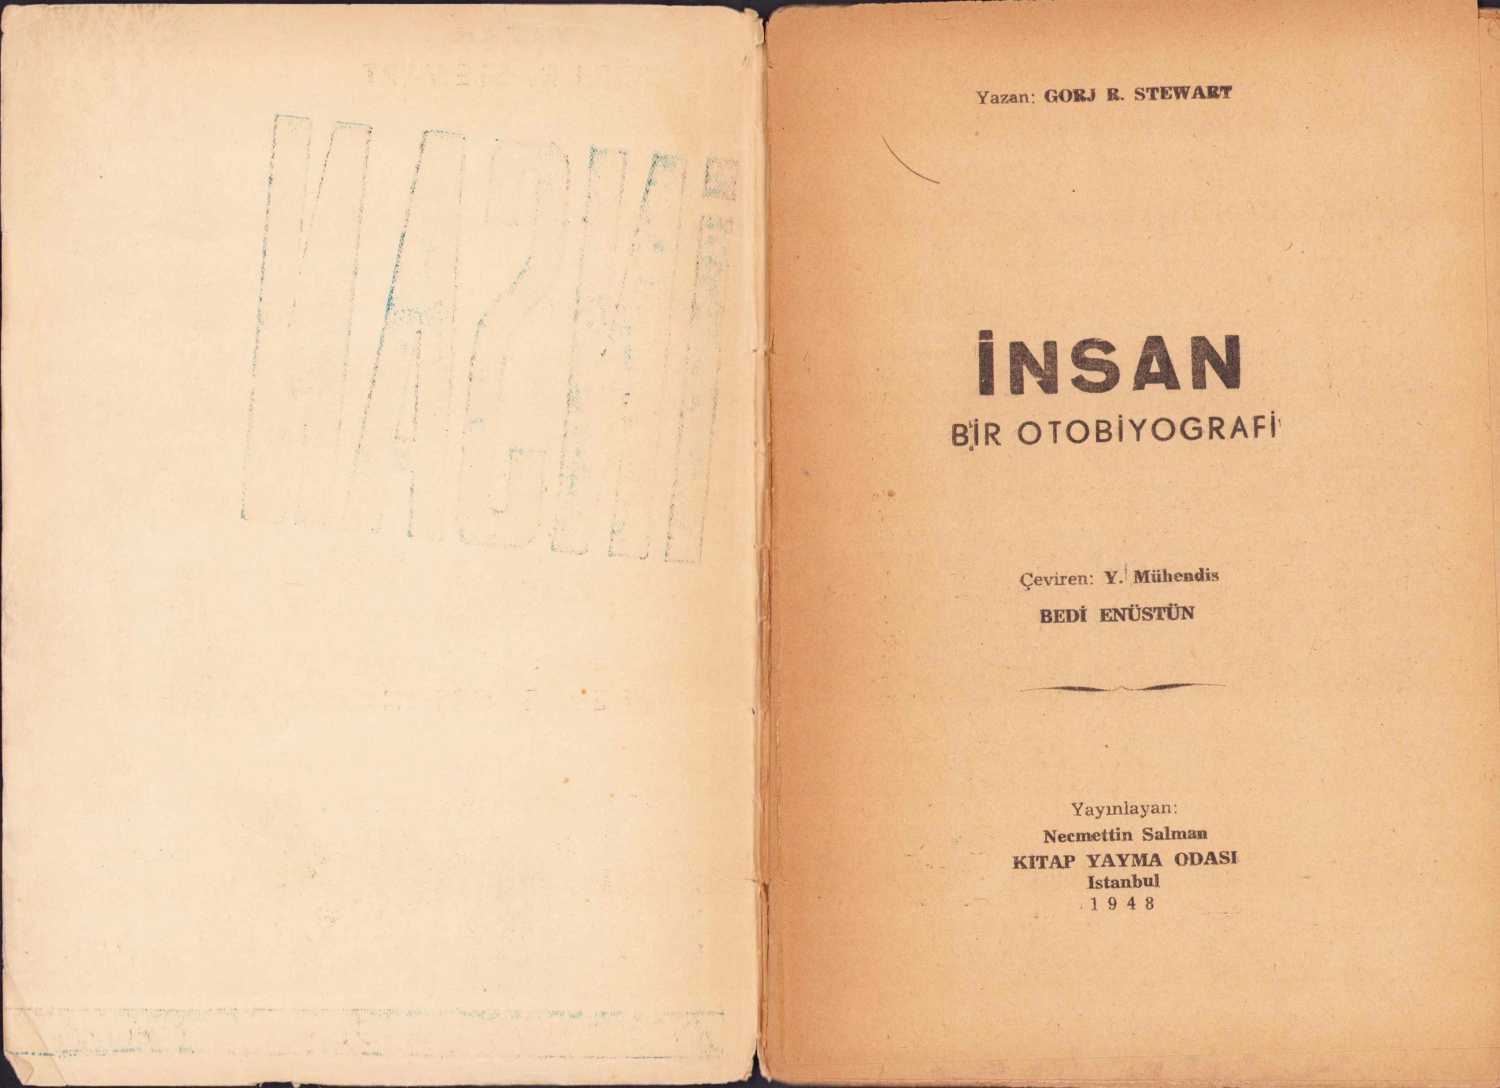 Yazan: GORJ R. STEWART
İNSAN
BİR OTOBİYOGRAFİ
Çeviren: Y. Mühendis
BEDİ ENÜSTÜN
Yayınlayan:
Necmettin Salman
KITAP YAYMA ODASI
Istanbul
1948